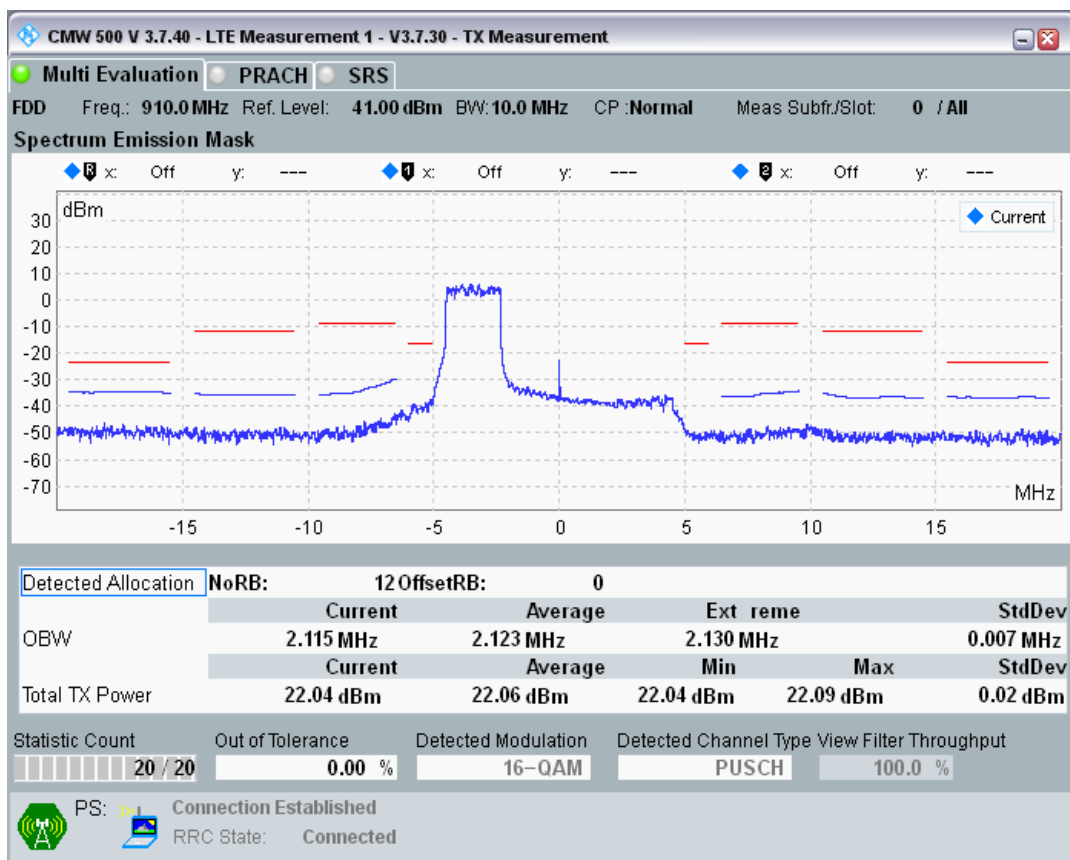 CMW 500 V 3.7.40 - LTE Measurement 1 - V3.7.30 - TX Measurement
Multi Evaluation PRACH SRS
FDD Freq.: 910.0 MHz Ref. Level: 41.00 dBm BW: 10.0 MHz CP :Normal Meas Subfr./Slot: 0 / All
Spectrum Emission Mask
R x: Off y: --- 1 x: Off y: --- 2 x: Off y: ---
dBm
Current
30
20
10
0
-10
-20
-30
-40
-50
-60
-70
MHz
-15 -10 -5 0 5 10 15
Detected Allocation NoRB: 12 OffsetRB: 0
Current Average Ext reme StdDev
OBW 2.115 MHz 2.123 MHz 2.130 MHz 0.007 MHz
Current Average Min Max StdDev
Total TX Power 22.04 dBm 22.06 dBm 22.04 dBm 22.09 dBm 0.02 dBm
Statistic Count Out of Tolerance Detected Modulation Detected Channel Type View Filter Throughput
20 / 20 0.00 % 16-QAM PUSCH 100.0 %
PS: Connection Established
RRC State: Connected